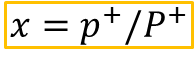 x = p⁺/P⁺